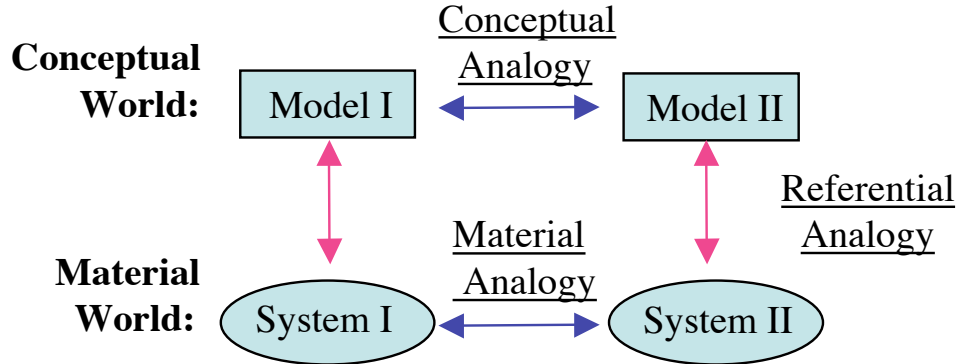 Conceptual
Analogy
Conceptual
World:
Model I
Model II
Referential
Analogy
Material
Analogy
Material
World:
System I
System II